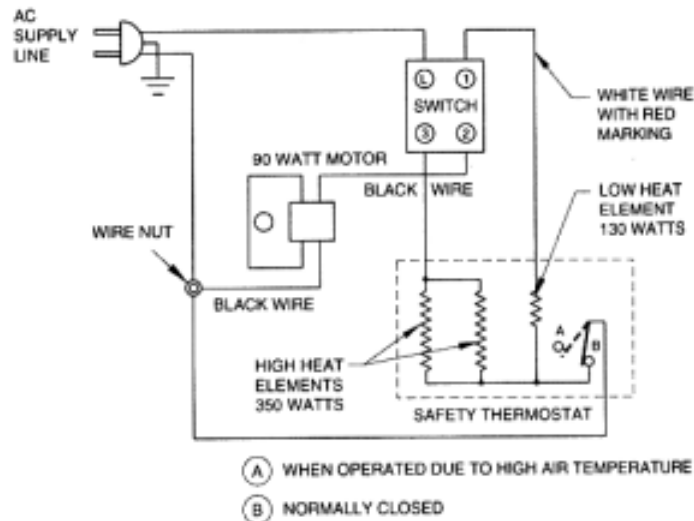 AC
SUPPLY
LINE
L 1
SWITCH
3 2
WHITE WIRE
WITH RED
MARKING
90 WATT MOTOR
BLACK WIRE
LOW HEAT
ELEMENT
130 WATTS
WIRE NUT
BLACK WIRE
A
B
HIGH HEAT
ELEMENTS
350 WATTS
SAFETY THERMOSTAT
A WHEN OPERATED DUE TO HIGH AIR TEMPERATURE
B NORMALLY CLOSED